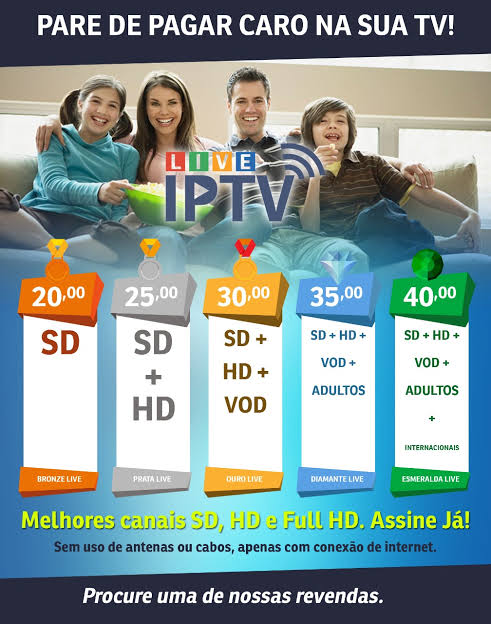 PARE DE PAGAR CARO NA SUA TV!
LIVE
IPTV
20,00
SD
BRONZE LIVE
25,00
SD
+
HD
PRATA LIVE
30,00
SD +
HD +
VOD
OURO LIVE
35,00
SD + HD +
VOD +
ADULTOS
DIAMANTE LIVE
40,00
SD + HD +
VOD +
ADULTOS
+
INTERNACIONAIS
ESMERALDA LIVE
Melhores canais SD, HD e Full HD. Assine Já!
Sem uso de antenas ou cabos, apenas com conexão de internet.
Procure uma de nossas revendas.